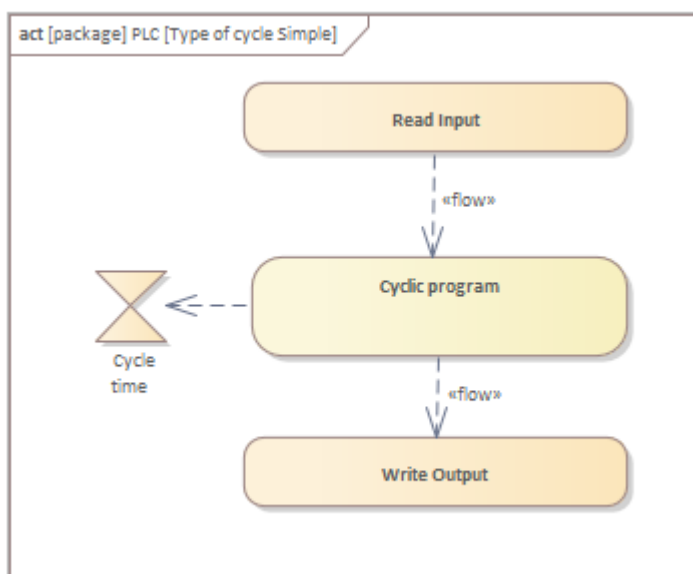 act [package] PLC [Type of cycle Simple]
Read Input
«flow»
Cyclic program
Cycle
time
«flow»
Write Output